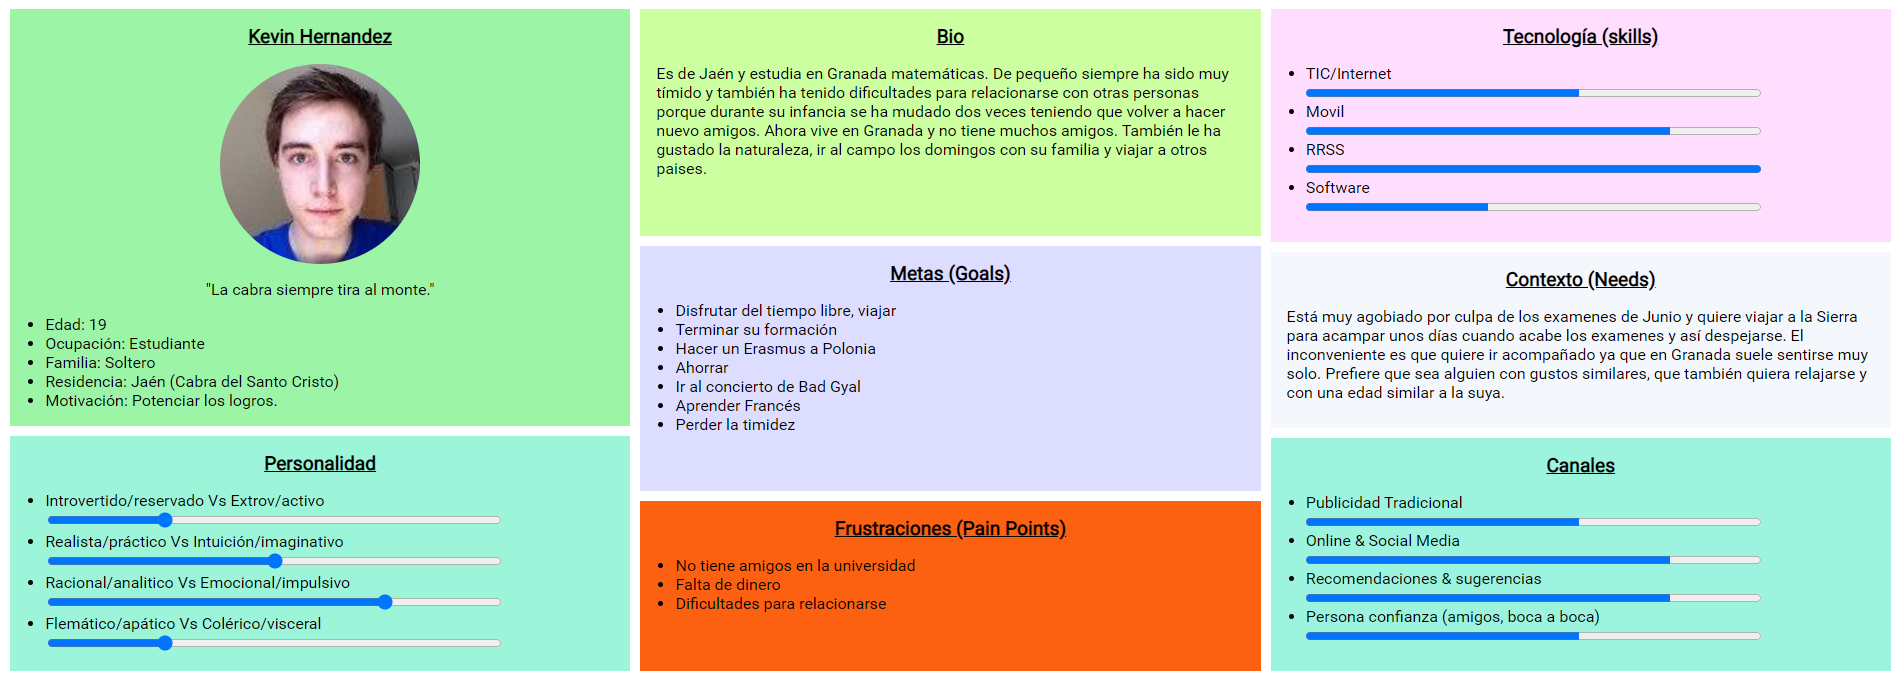 Kevin Hernandez
"La cabra siempre tira al monte."
Edad: 19
Ocupación: Estudiante
Familia: Soltero
Residencia: Jaén (Cabra del Santo Cristo)
Motivación: Potenciar los logros.
Personalidad
Introvertido/reservado Vs Extrov/activo
Realista/práctico Vs Intuición/imaginativo
Racional/analitico Vs Emocional/impulsivo
Flemático/apático Vs Colérico/visceral
Bio
Es de Jaén y estudia en Granada matemáticas. De pequeño siempre ha sido muy
tímido y también ha tenido dificultades para relacionarse con otras personas
porque durante su infancia se ha mudado dos veces teniendo que volver a hacer
nuevo amigos. Ahora vive en Granada y no tiene muchos amigos. También le ha
gustado la naturaleza, ir al campo los domingos con su familia y viajar a otros
paises.
Metas (Goals)
Disfrutar del tiempo libre, viajar
Terminar su formación
Hacer un Erasmus a Polonia
Ahorrar
Ir al concierto de Bad Gyal
Aprender Francés
Perder la timidez
Frustraciones (Pain Points)
No tiene amigos en la universidad
Falta de dinero
Dificultades para relacionarse
Tecnología (skills)
TIC/Internet
Movil
RRSS
Software
Contexto (Needs)
Está muy agobiado por culpa de los examenes de Junio y quiere viajar a la Sierra
para acampar unos días cuando acabe los examenes y así despejarse. El
inconveniente es que quiere ir acompañado ya que en Granada suele sentirse muy
solo. Prefiere que sea alguien con gustos similares, que también quiera relajarse y
con una edad similar a la suya.
Canales
Publicidad Tradicional
Online & Social Media
Recomendaciones & sugerencias
Persona confianza (amigos, boca a boca)